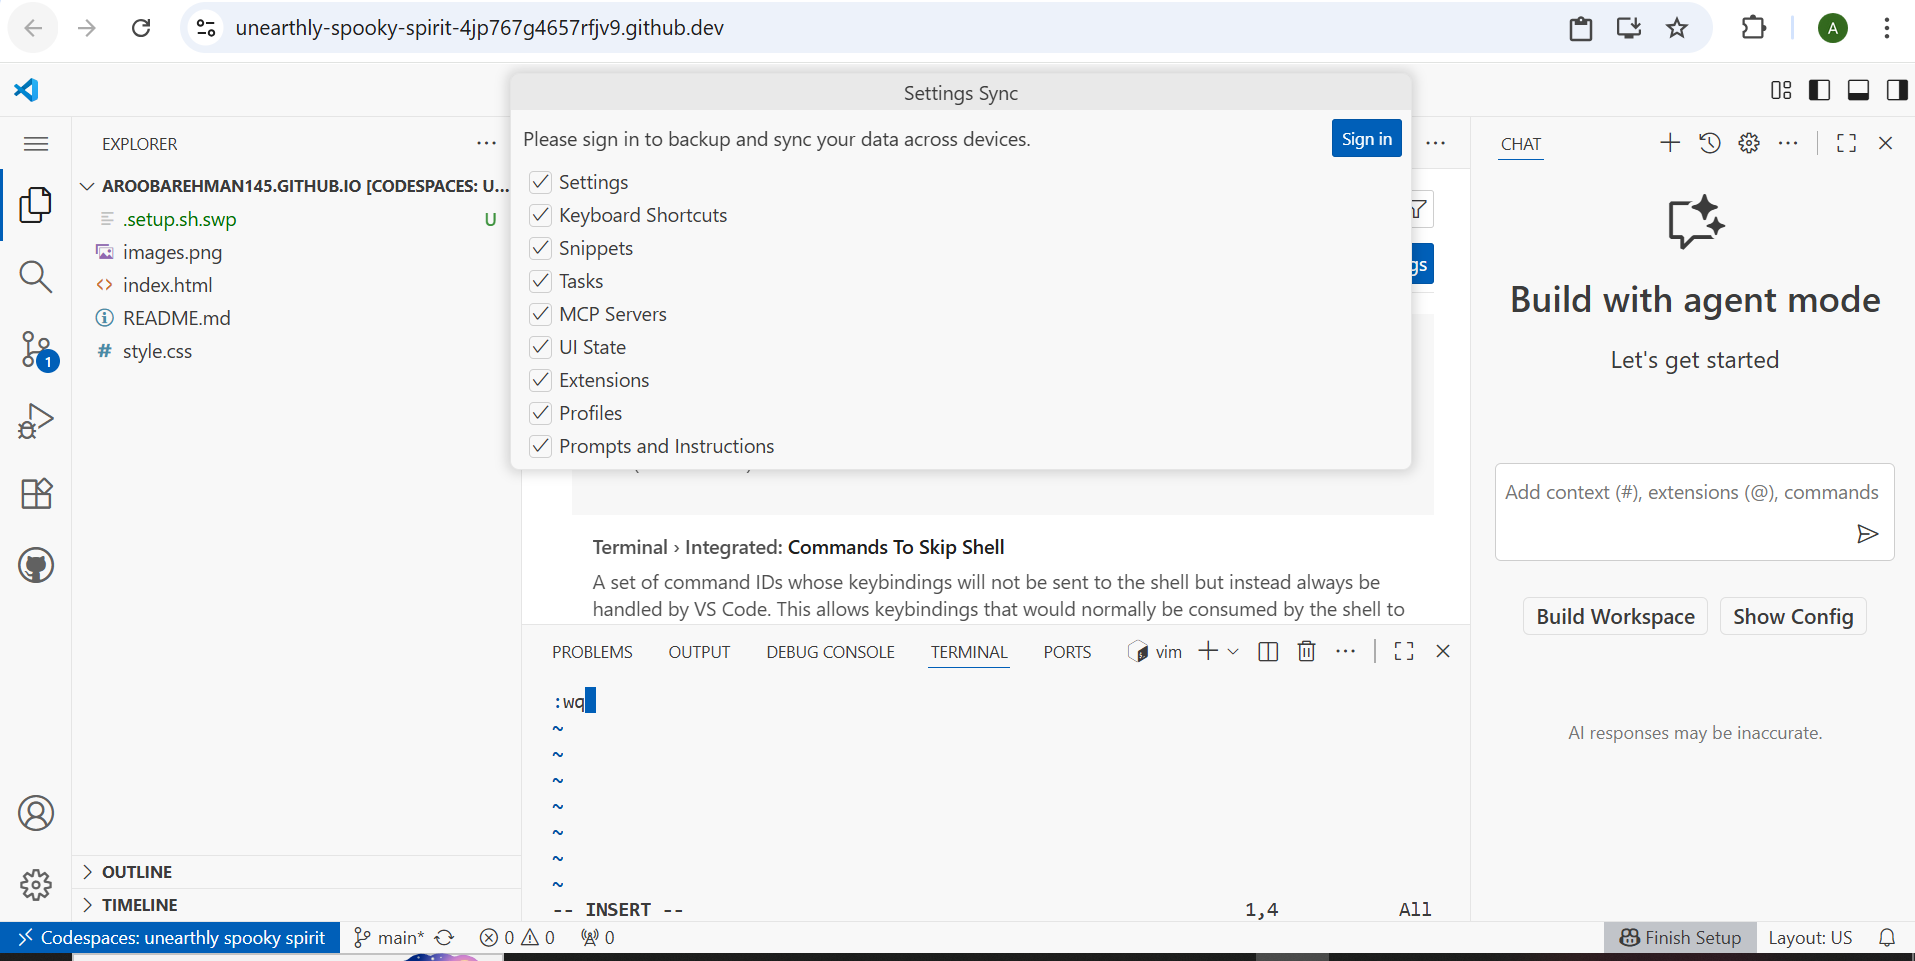 unearthly-spooky-spirit-4jp767g4657rfjv9.github.dev
A
Settings Sync
Please sign in to backup and sync your data across devices.
Sign in
Settings
Keyboard Shortcuts
Snippets
Tasks
MCP Servers
UI State
Extensions
Profiles
Prompts and Instructions
EXPLORER
AROOBAREHMAN145.GITHUB.IO [CODESPACES: U...
.setup.sh.swp U
images.png
index.html
README.md
style.css
1
OUTLINE
TIMELINE
gs
Terminal › Integrated: Commands To Skip Shell
A set of command IDs whose keybindings will not be sent to the shell but instead always be
handled by VS Code. This allows keybindings that would normally be consumed by the shell to
PROBLEMS OUTPUT DEBUG CONSOLE TERMINAL PORTS vim
:wq
~
~
~
~
~
~
~
-- INSERT -- 1,4 All
CHAT
Build with agent mode
Let's get started
Add context (#), extensions (@), commands
Build Workspace Show Config
AI responses may be inaccurate.
Codespaces: unearthly spooky spirit main* 0 0 0 Finish Setup Layout: US